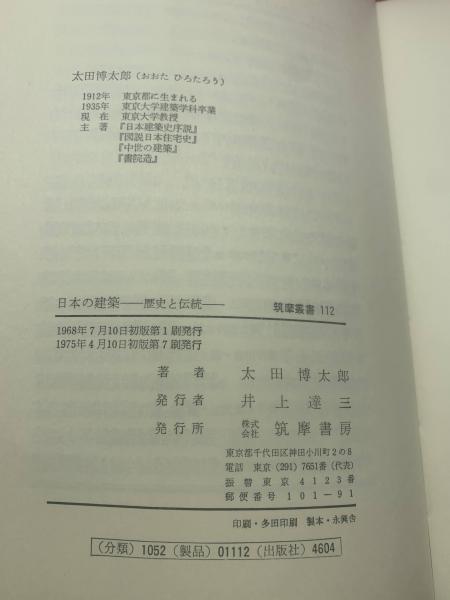 太田博太郎（おおた ひろたろう）
1912年　東京都に生まれる
1935年　東京大学建築学科卒業
現　在　東京大学教授
主　著　『日本建築史序説』
『図説日本住宅史』
『中世の建築』
『書院造』
日本の建築――歴史と伝統――　筑摩叢書 112
1968年 7 月10日初版第 1 刷発行
1975年 4 月10日初版第 7 刷発行
著　者　太 田 博太郎
発行者　井 上 達 三
発行所　株式会社 筑摩書房
東京都千代田区神田小川町 2 の 8
電話　東京 (291) 7651番 (代表)
振 替 東 京 4 1 2 3 番
郵 便 番 号　1 0 1 - 9 1
印刷・多田印刷　製本・永興舎
（分類）1052（製品）01112（出版社）4604